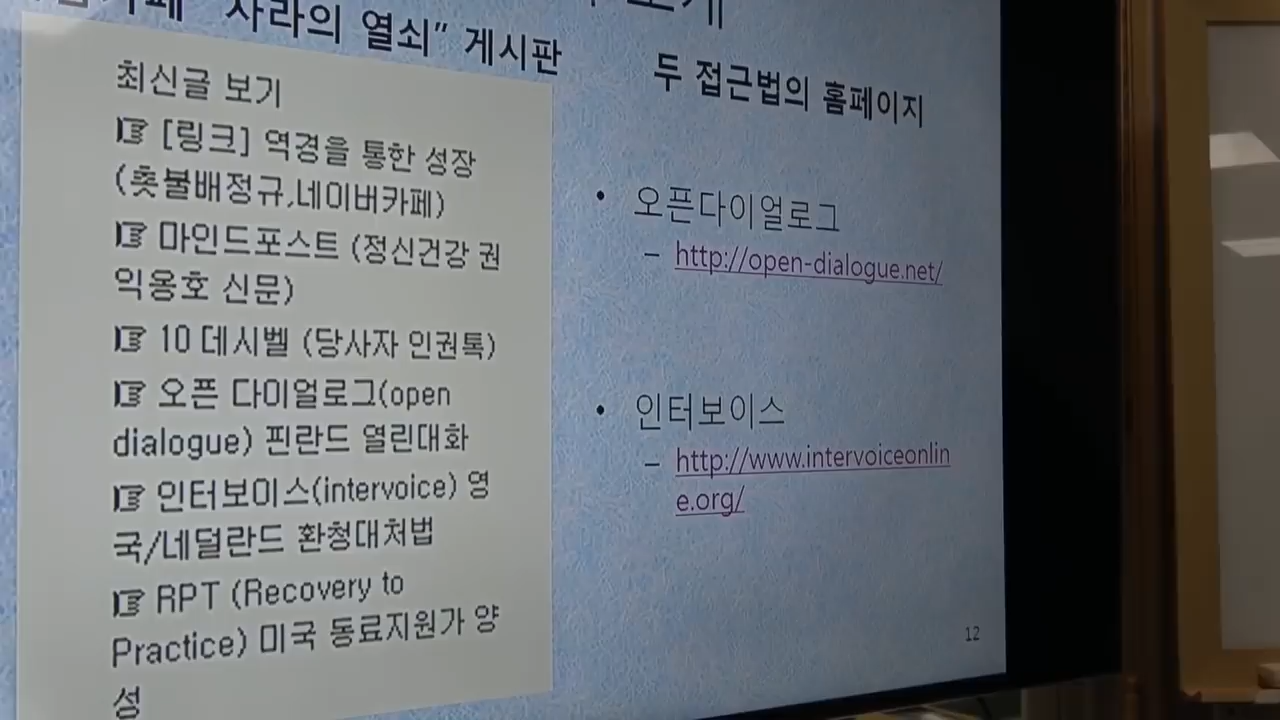 "사라의 열쇠" 게시판
최신글 보기
☞ [링크] 역경을 통한 성장
(촛불배정규,네이버카페)
☞ 마인드포스트 (정신건강 권
익옹호 신문)
☞ 10 데시벨 (당사자 인권톡)
☞ 오픈 다이얼로그(open
dialogue) 핀란드 열린대화
☞ 인터보이스(intervoice) 영
국/네덜란드 환청대처법
☞ RPT (Recovery to
Practice) 미국 동료지원가 양
성
두 접근법의 홈페이지
• 오픈다이얼로그
– http://open-dialogue.net/
• 인터보이스
– http://www.intervoiceonlin
e.org/
12